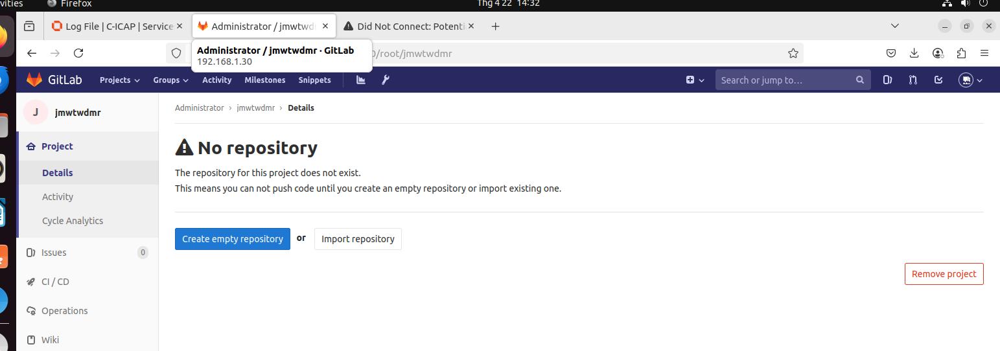 vities Firefox Thg 4 22 14:32
Log File | C-ICAP | Service Administrator / jmwtwd Did Not Connect: Potenti
Administrator / jmwtwdmr · GitLab
192.168.1.30
0/root/jmwtwdmr
GitLab Projects Groups Activity Milestones Snippets Search or jump to…
J jmwtwdmr
Administrator › jmwtwdmr › Details
Project
No repository
Details
The repository for this project does not exist.
This means you can not push code until you create an empty repository or import existing one.
Activity
Cycle Analytics
Create empty repository or Import repository
Issues 0
Remove project
CI / CD
Operations
Wiki